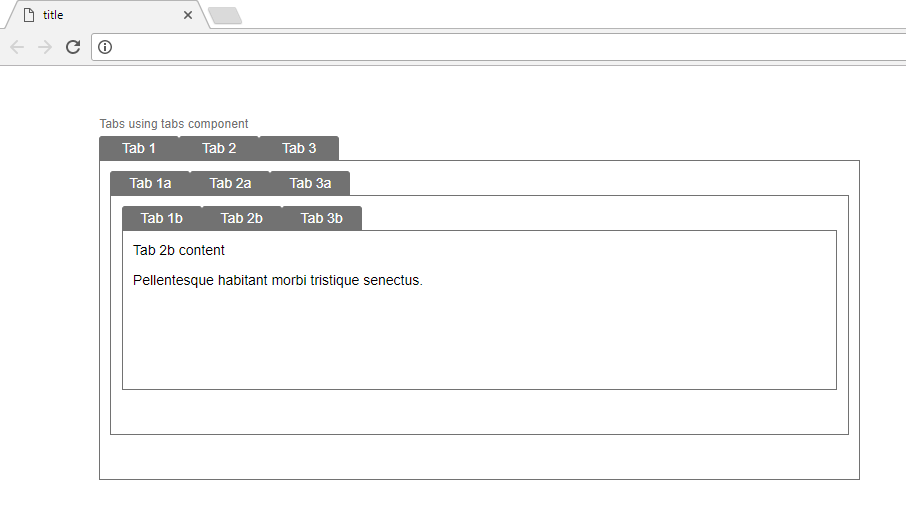 title
Tabs using tabs component
Tab 1 Tab 2 Tab 3
Tab 1a Tab 2a Tab 3a
Tab 1b Tab 2b Tab 3b
Tab 2b content
Pellentesque habitant morbi tristique senectus.